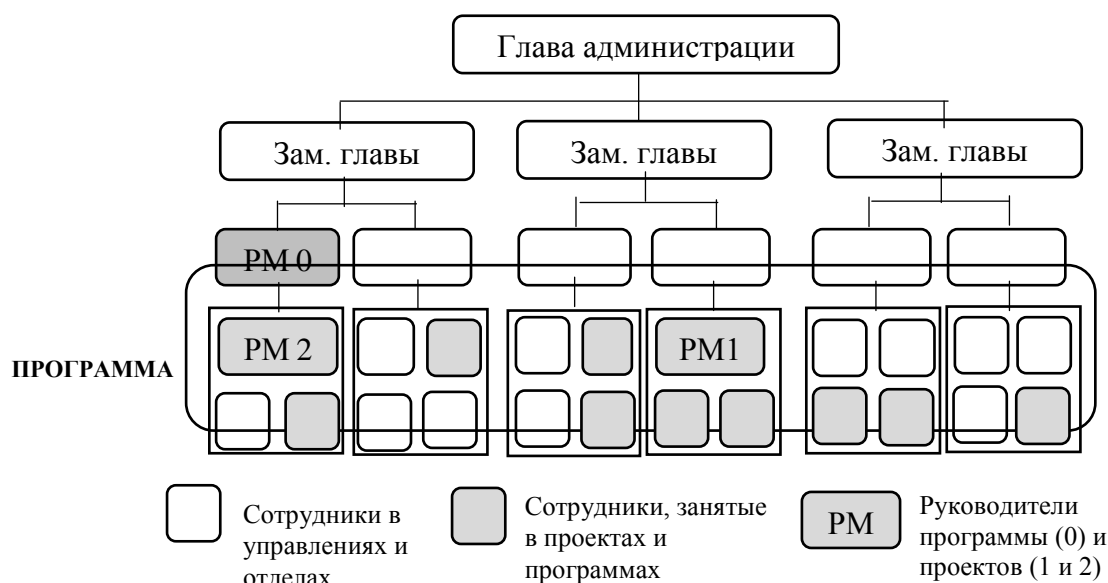 Глава администрации
Зам. главы
Зам. главы
Зам. главы
PM 0
PM 2
PM1
ПРОГРАММА
Сотрудники в
управлениях и
отделах
Сотрудники, занятые
в проектах и
программах
PM
Руководители
программы (0) и
проектов (1 и 2)